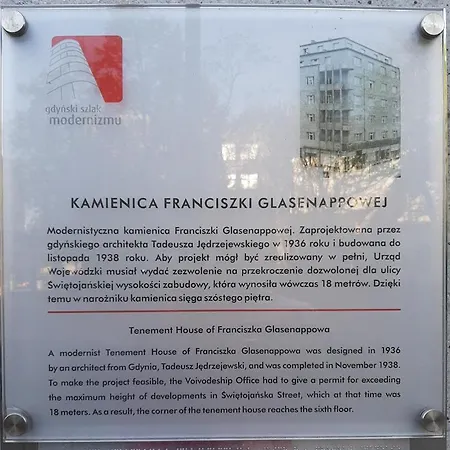 gdyński szlak
modernizmu
KAMIENICA FRANCISZKI GLASENAPPOWEJ
Modernistyczna kamienica Franciszki Glasenappowej. Zaprojektowana przez
gdyńskiego architekta Tadeusza Jędrzejewskiego w 1936 roku i budowana do
listopada 1938 roku. Aby projekt mógł być zrealizowany w pełni, Urząd
Wojewódzki musiał wydać zezwolenie na przekroczenie dozwolonej dla ulicy
Świętojańskiej wysokości zabudowy, która wynosiła wówczas 18 metrów. Dzięki
temu w narożniku kamienica sięga szóstego piętra.
Tenement House of Franciszka Glasenappowa
A modernist Tenement House of Franciszka Glasenappowa was designed in 1936
by an architect from Gdynia, Tadeusz Jędrzejewski, and was completed in November 1938.
To make the project feasible, the Voivodeship Office had to give a permit for exceeding
the maximum height of developments in Świętojańska Street, which at that time was
18 meters. As a result, the corner of the tenement house reaches the sixth floor.